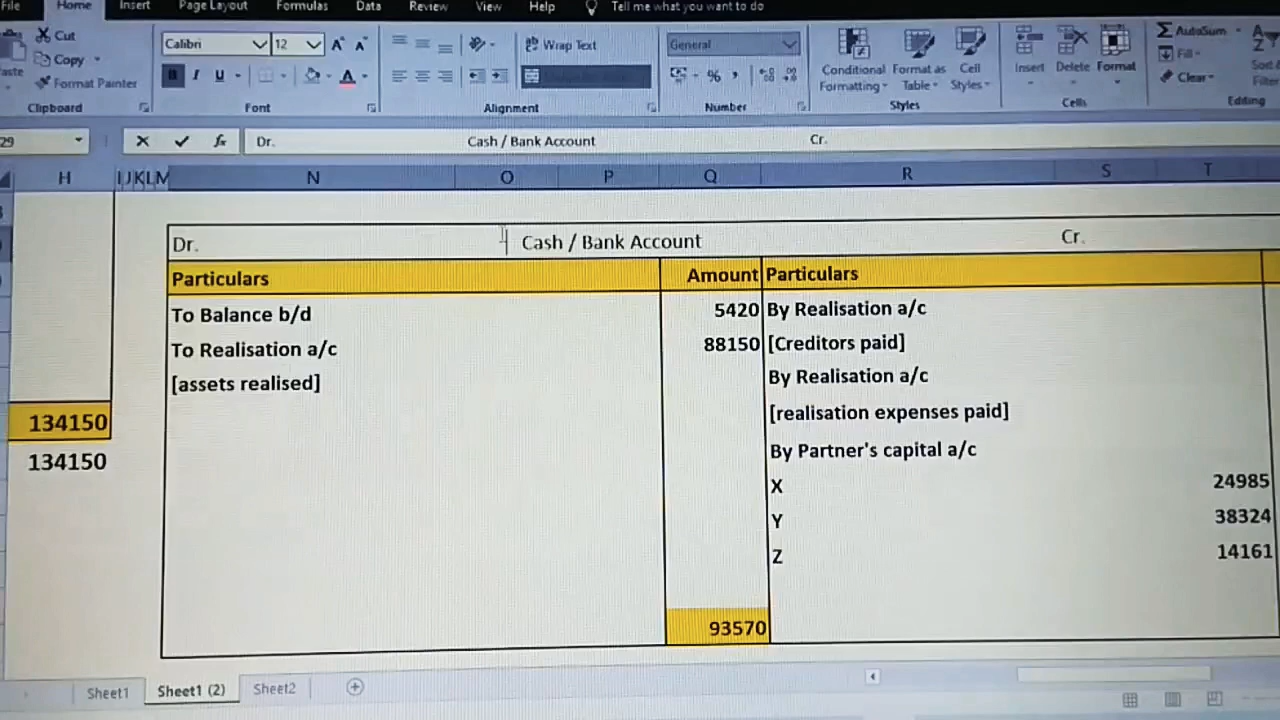 File Home Insert Page Layout Formulas Data Review View Help Tell me what you want to do
Cut
Copy
Format Painter
Clipboard
Calibri 12
B I U
Font
Wrap Text
Alignment
General
%
Number
Conditional Formatting
Format as Table
Cell Styles
Styles
Insert Delete Format
Cells
AutoSum
Fill
Clear
Editing
29 fx Dr. Cash / Bank Account Cr.
H I J K L M N O P Q R S T
Dr. Cash / Bank Account Cr.
Particulars Amount Particulars
To Balance b/d 5420 By Realisation a/c
To Realisation a/c 88150 [Creditors paid]
[assets realised] By Realisation a/c
[realisation expenses paid]
134150
By Partner's capital a/c
134150
X 24985
Y 38324
Z 14161
93570
Sheet1 Sheet1 (2) Sheet2